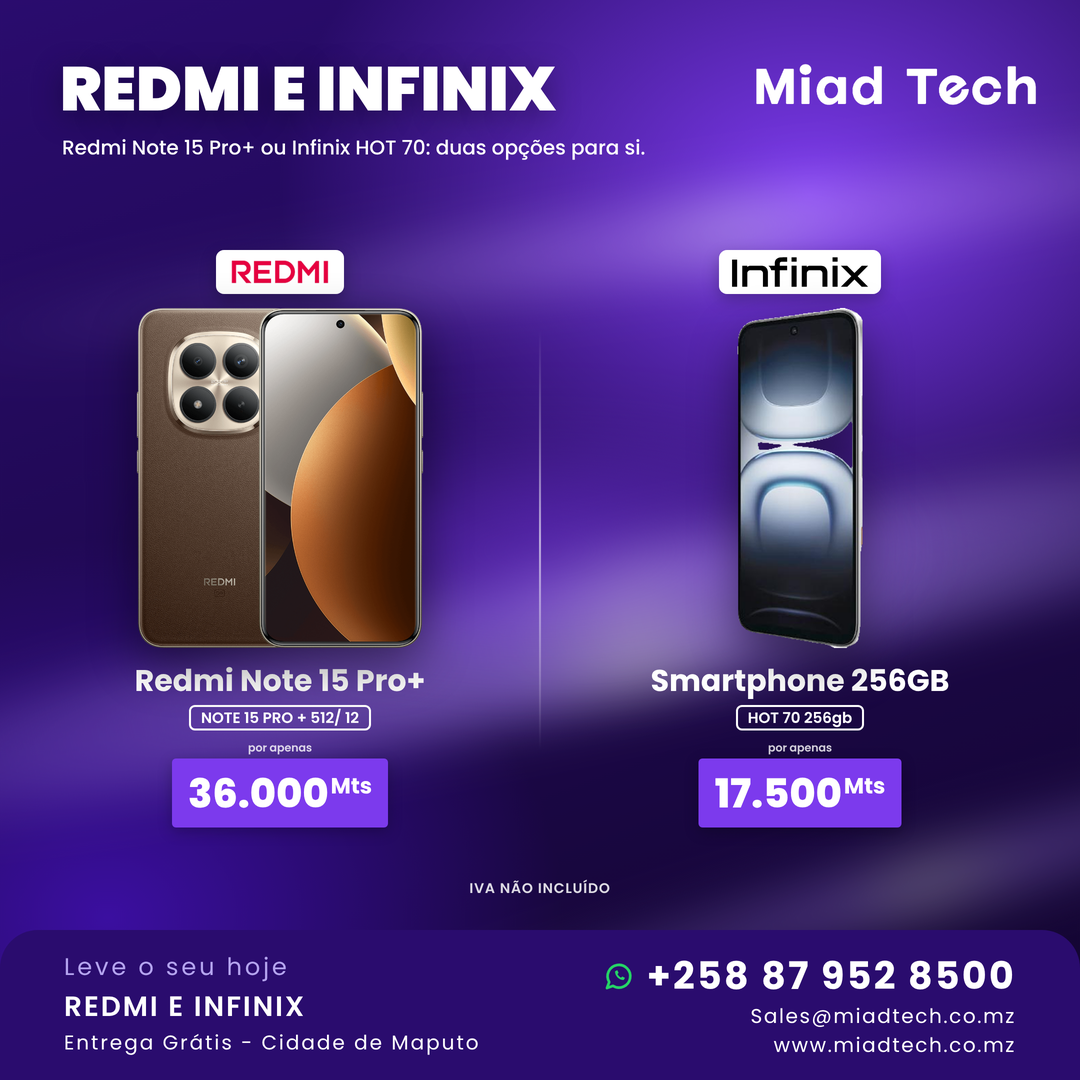 REDMI E INFINIX
Miad Tech
Redmi Note 15 Pro+ ou Infinix HOT 70: duas opções para si.
REDMI
Infinix
REDMI
Redmi Note 15 Pro+
NOTE 15 PRO + 512/ 12
por apenas
36.000Mts
Smartphone 256GB
HOT 70 256gb
por apenas
17.500Mts
IVA NÃO INCLUÍDO
Leve o seu hoje
REDMI E INFINIX
Entrega Grátis - Cidade de Maputo
+258 87 952 8500
Sales@miadtech.co.mz
www.miadtech.co.mz